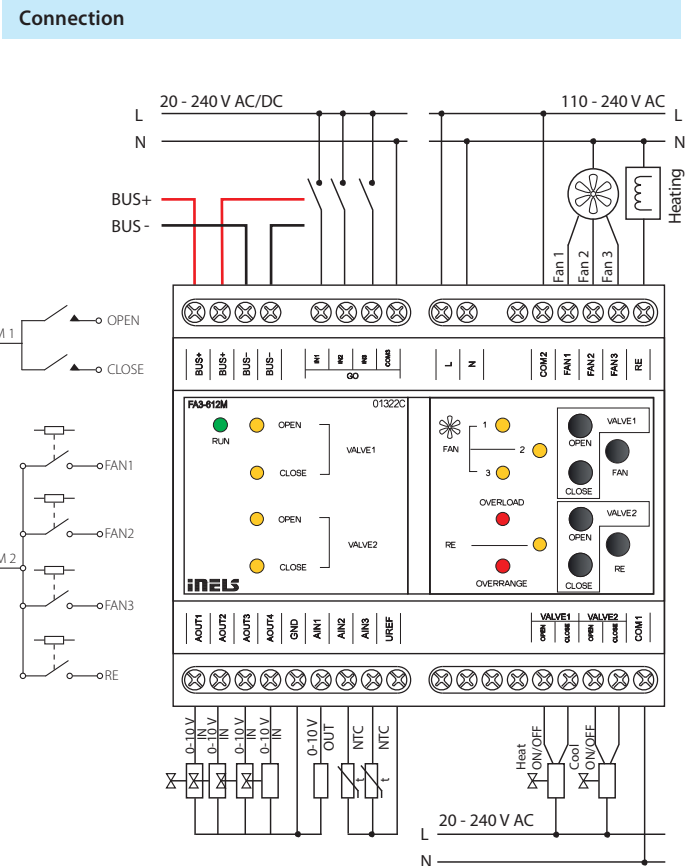 Connection
20 - 240 V AC/DC
110 - 240 V AC
L
L
N
N
BUS+
BUS -
Heating
Fan 1
Fan 2
Fan 3
OPEN
M 1
CLOSE
BUS+
BUS+
BUS-
BUS-
IN1
IN2
IN3
COM3
GO
L
N
COM2
FAN1
FAN2
FAN3
RE
FA3-612M
01322C
RUN
OPEN
VALVE1
CLOSE
OPEN
VALVE2
CLOSE
iNELS
1
FAN
2
3
OVERLOAD
RE
OVERRANGE
VALVE1
OPEN
FAN
CLOSE
VALVE2
OPEN
RE
CLOSE
FAN1
FAN2
M 2
FAN3
RE
AOUT1
AOUT2
AOUT3
AOUT4
GND
AIN1
AIN2
AIN3
UREF
VALVE1
VALVE2
OPEN
CLOSE
OPEN
CLOSE
COM1
0-10 V
IN
0-10 V
IN
0-10 V
IN
0-10 V
IN
0-10 V
OUT
NTC
NTC
t
t
Heat
ON/OFF
Cool
ON/OFF
20 - 240 V AC
L
N